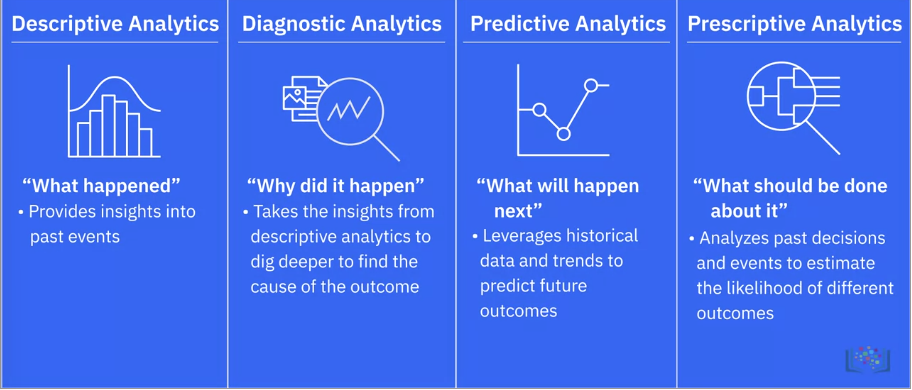 Descriptive Analytics
“What happened”
• Provides insights into
past events
Diagnostic Analytics
“Why did it happen”
• Takes the insights from
descriptive analytics to
dig deeper to find the
cause of the outcome
Predictive Analytics
“What will happen
next”
• Leverages historical
data and trends to
predict future
outcomes
Prescriptive Analytics
“What should be done
about it”
• Analyzes past decisions
and events to estimate
the likelihood of different
outcomes